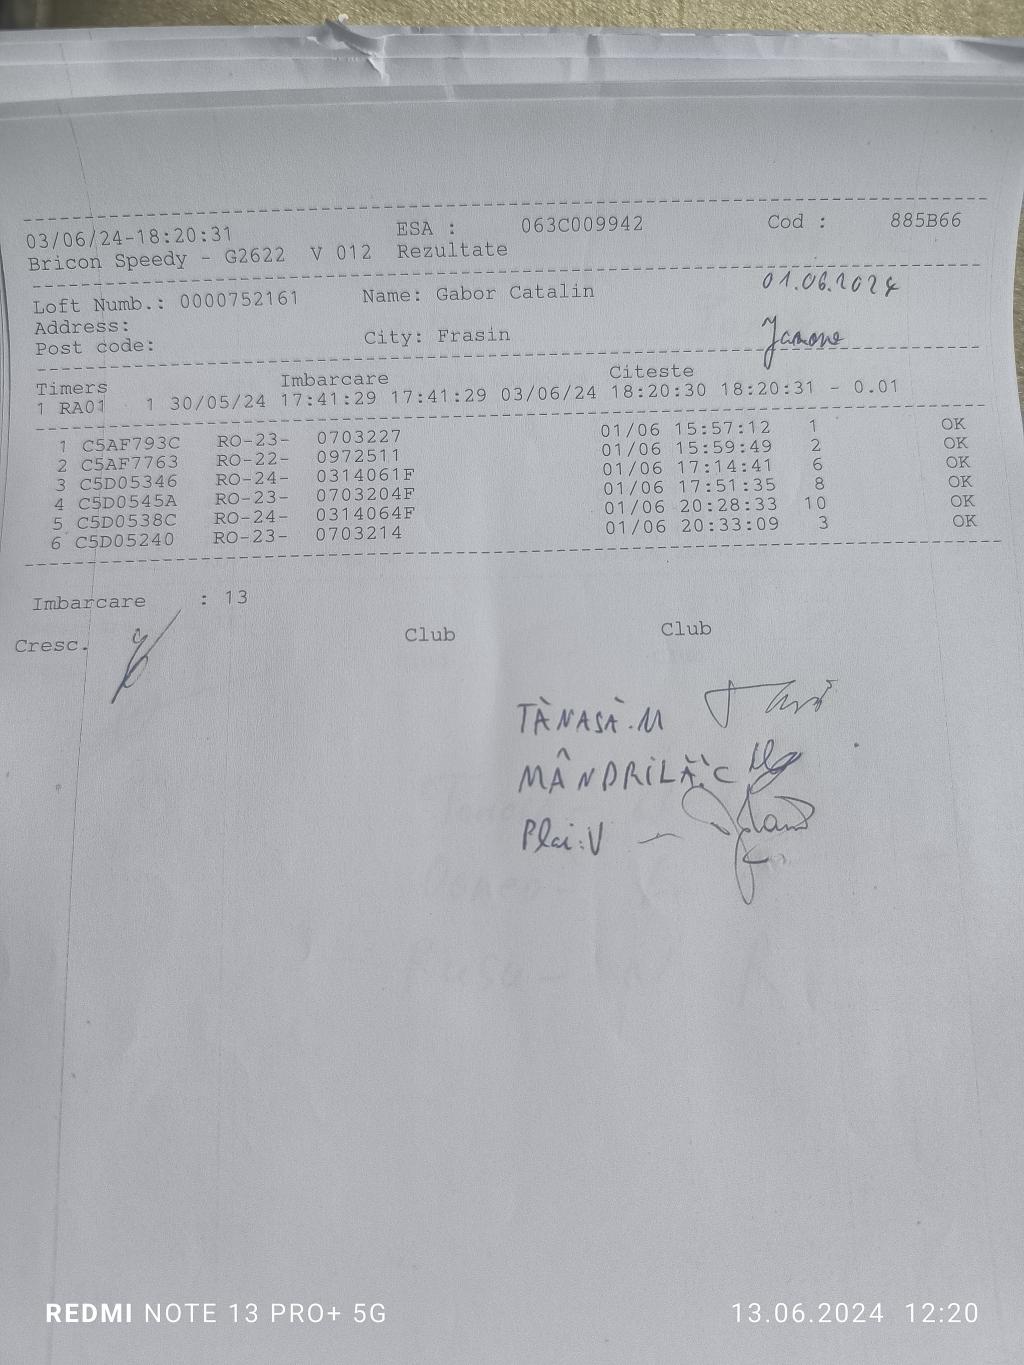 03/06/24-18:20:31 ESA : 063C009942 Cod : 885B66
Bricon Speedy - G2622 V 012 Rezultate
Loft Numb.: 0000752161 Name: Gabor Catalin 01.06.2024
Address:
Post code: City: Frasin
Timers Imbarcare Citeste
1 RA01 1 30/05/24 17:41:29 17:41:29 03/06/24 18:20:30 18:20:31 - 0.01
1 C5AF793C RO-23- 0703227 01/06 15:57:12 1 OK
2 C5AF7763 RO-22- 0972511 01/06 15:59:49 2 OK
3 C5D05346 RO-24- 0314061F 01/06 17:14:41 6 OK
4 C5D0545A RO-23- 0703204F 01/06 17:51:35 8 OK
5 C5D0538C RO-24- 0314064F 01/06 20:28:33 10 OK
6 C5D05240 RO-23- 0703214 01/06 20:33:09 3 OK
Imbarcare : 13
Cresc. Club Club
TÀNASÀ.M
Plai.V
REDMI NOTE 13 PRO+ 5G 13.06.2024 12:20